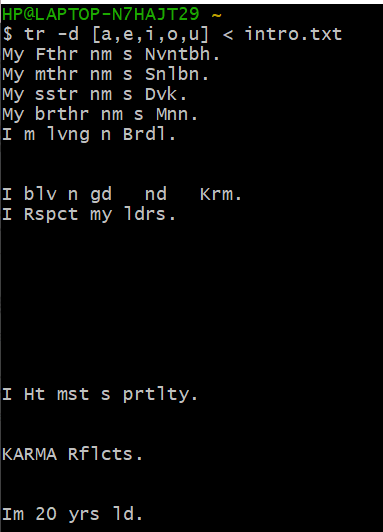 HP@LAPTOP-N7HAJT29 ~
$ tr -d [a,e,i,o,u] < intro.txt
My Fthr nm s Nvntbh.
My mthr nm s Snlbn.
My sstr nm s Dvk.
My brthr nm s Mnn.
I m lvng n Brdl.
I blv n gd   nd   Krm.
I Rspct my ldrs.
I Ht mst s prtlty.
KARMA Rflcts.
Im 20 yrs ld.